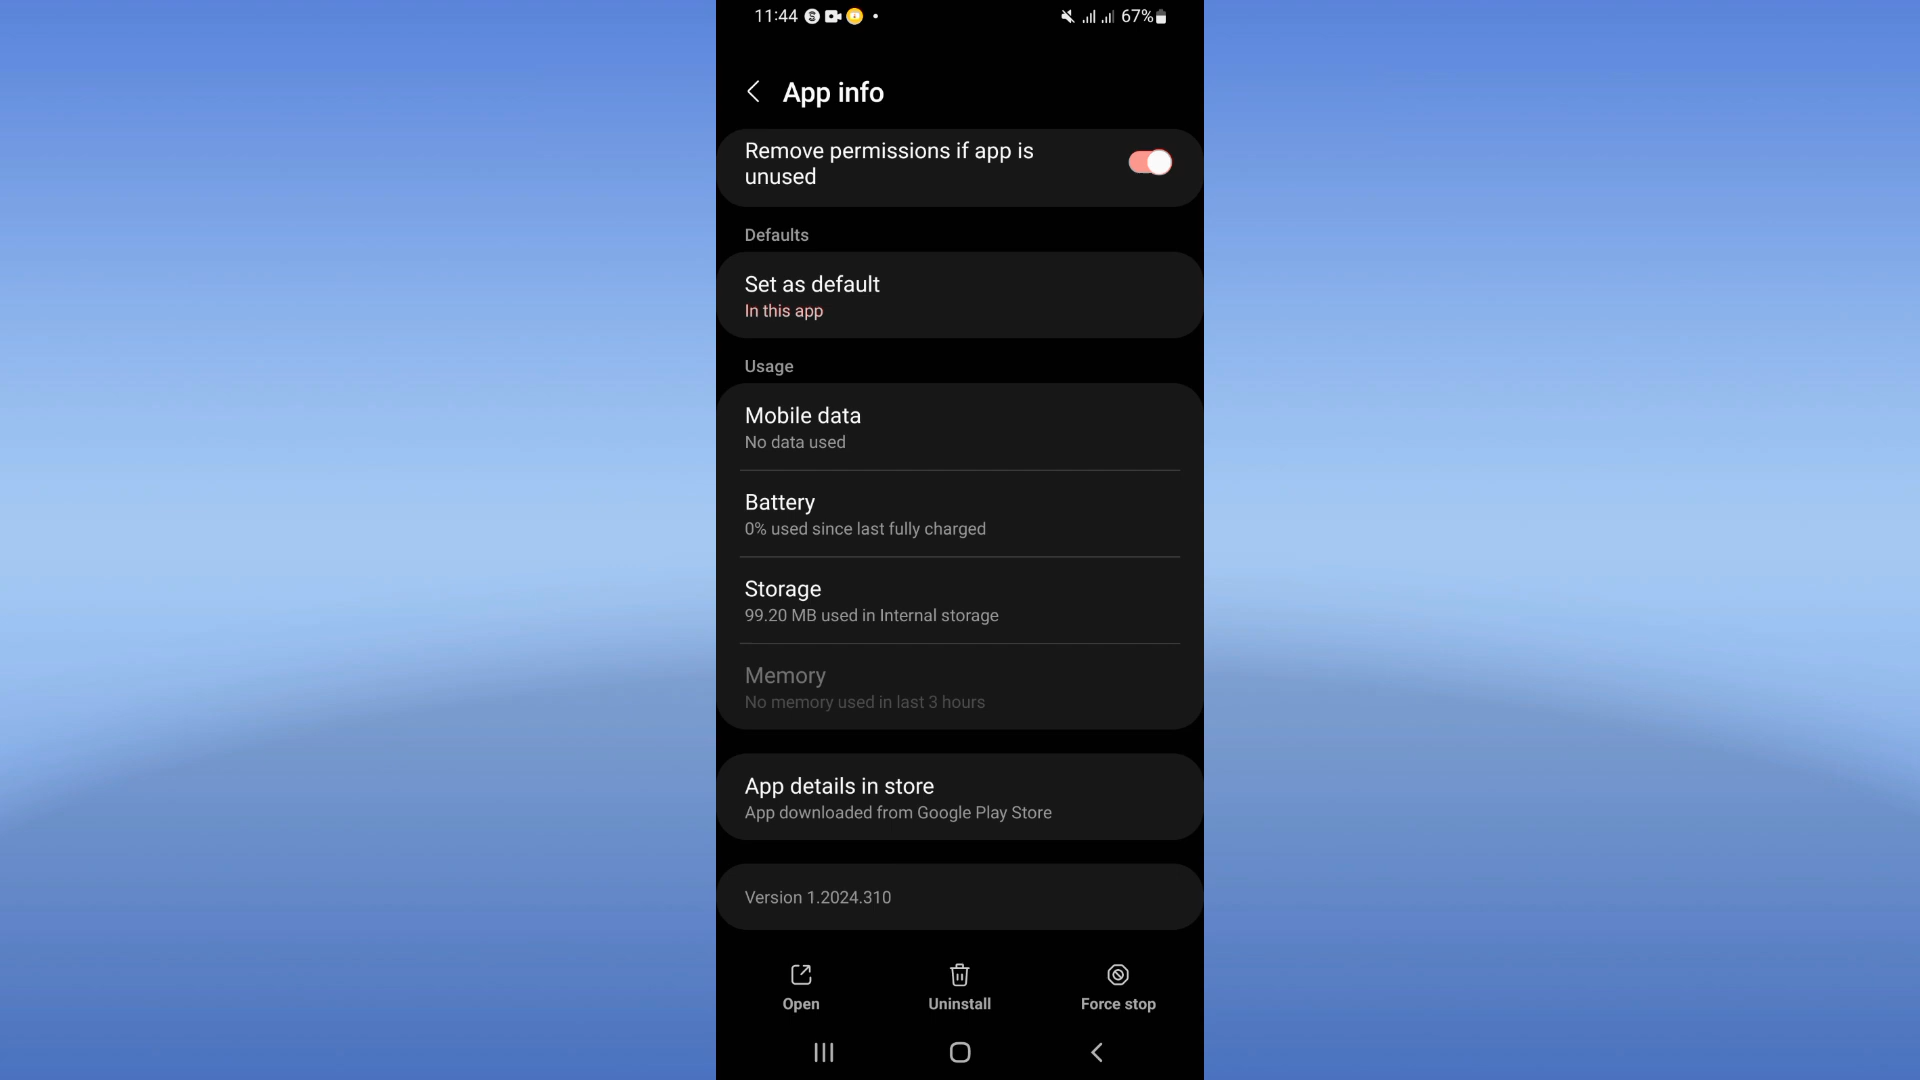 11:44 67%
App info
Remove permissions if app is
unused
Defaults
Set as default
In this app
Usage
Mobile data
No data used
Battery
0% used since last fully charged
Storage
99.20 MB used in Internal storage
Memory
No memory used in last 3 hours
App details in store
App downloaded from Google Play Store
Version 1.2024.310
Open Uninstall Force stop